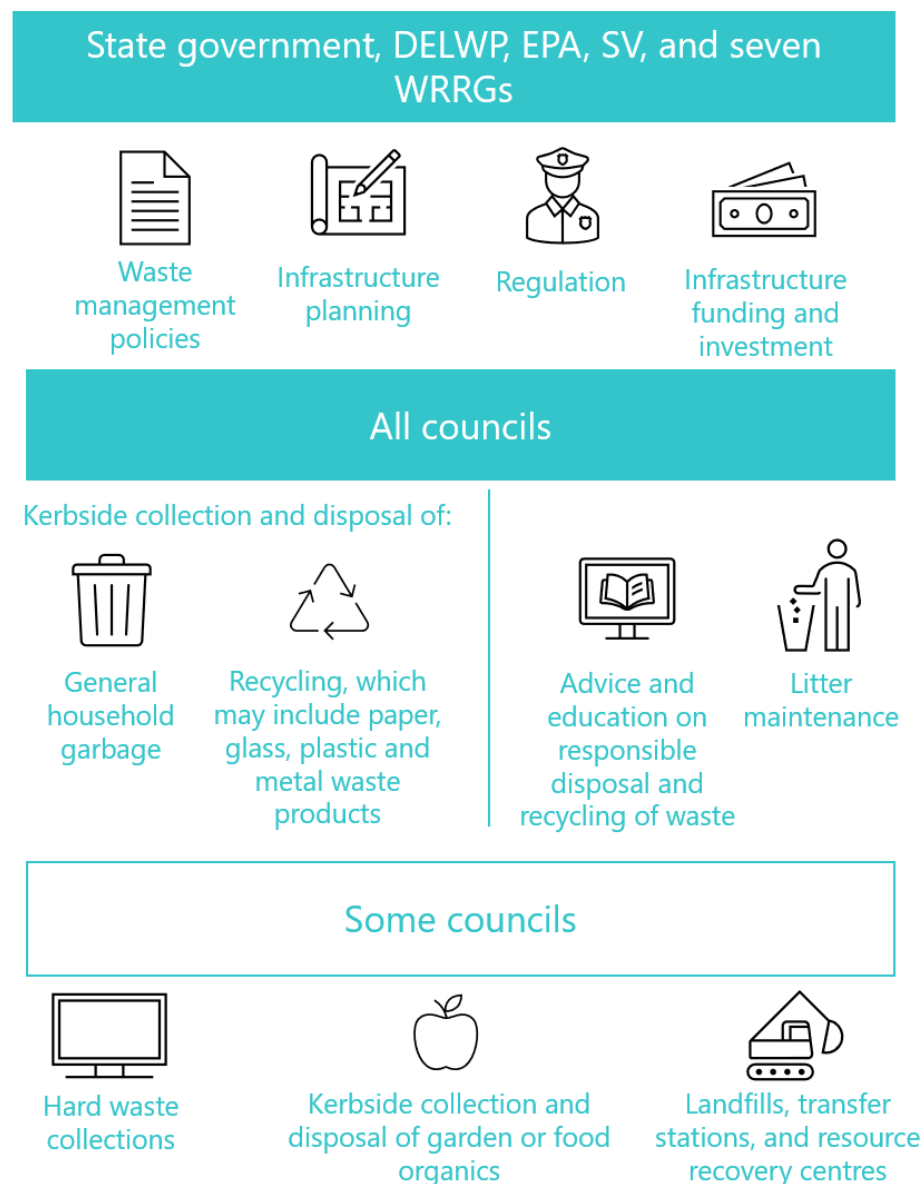 State government, DELWP, EPA, SV, and seven
WRRGs
Waste
management
policies
Infrastructure
planning
Regulation
Infrastructure
funding and
investment
All councils
Kerbside collection and disposal of:
General
household
garbage
Recycling, which
may include paper,
glass, plastic and
metal waste
products
Advice and
education on
responsible
disposal and
recycling of waste
Litter
maintenance
Some councils
Hard waste
collections
Kerbside collection and
disposal of garden or food
organics
Landfills, transfer
stations, and resource
recovery centres